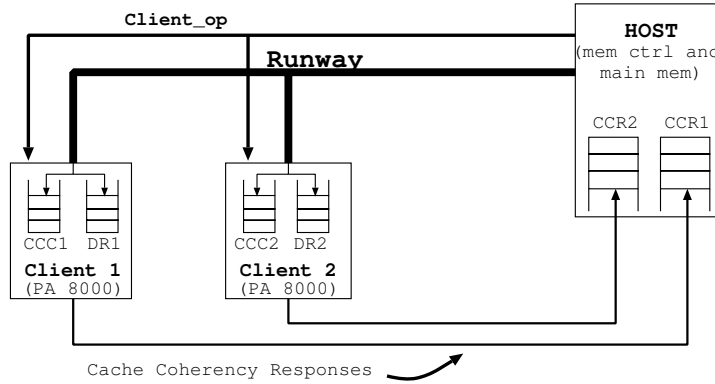 Client_op
HOST
(mem ctrl and
main mem)
Runway
CCR2 CCR1
CCC1 DR1 CCC2 DR2
Client 1 Client 2
(PA 8000) (PA 8000)
Cache Coherency Responses